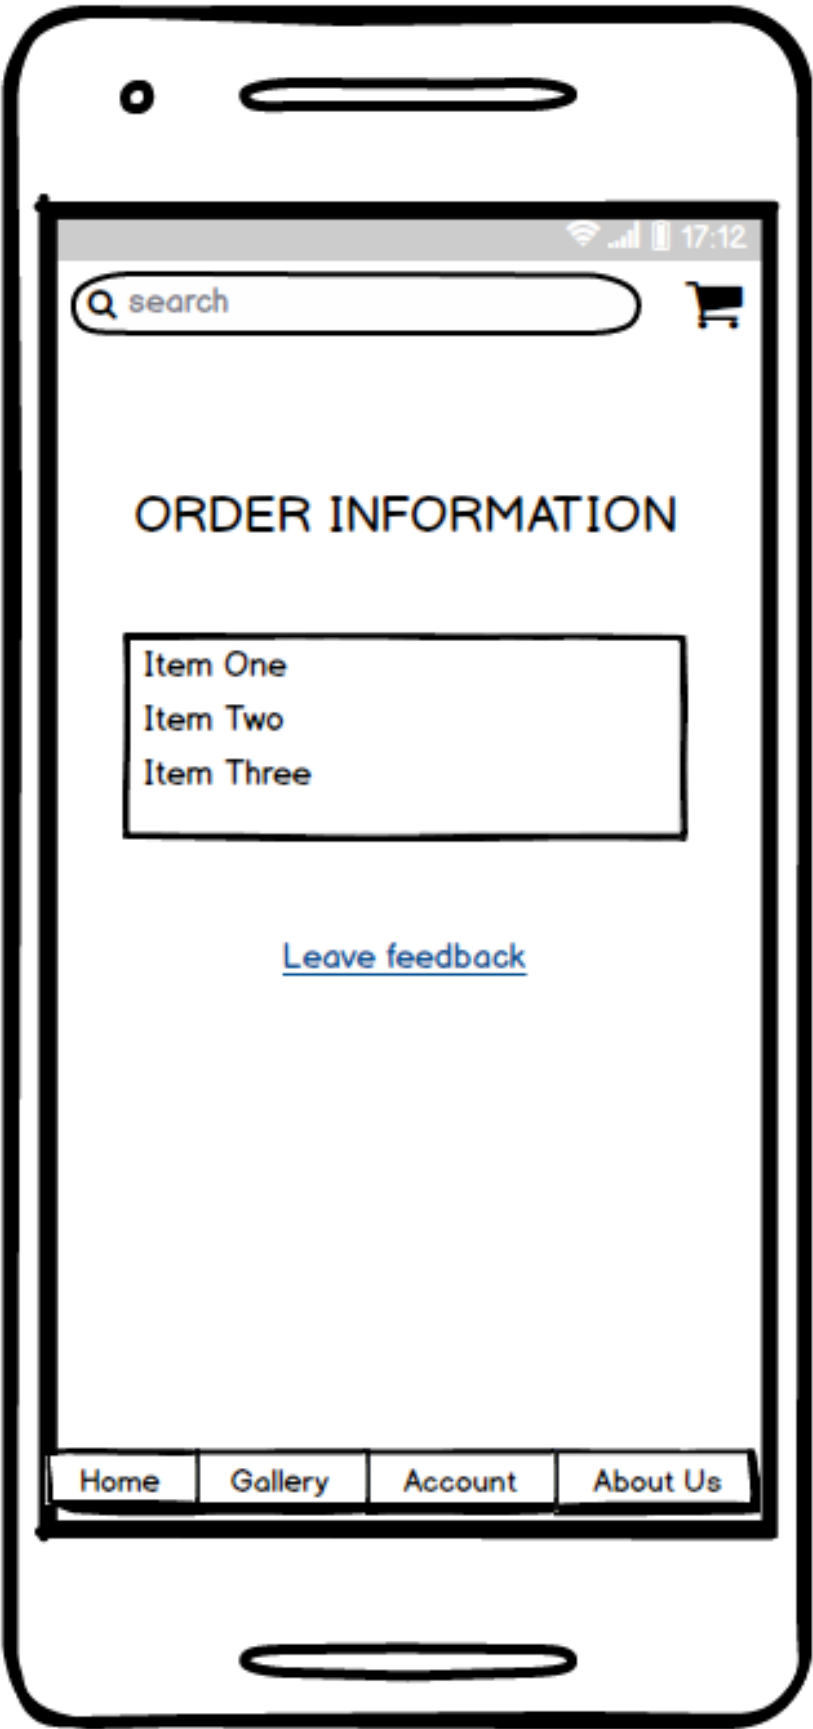 17:12
search
ORDER INFORMATION
Item One
Item Two
Item Three
Leave feedback
Home Gallery Account About Us